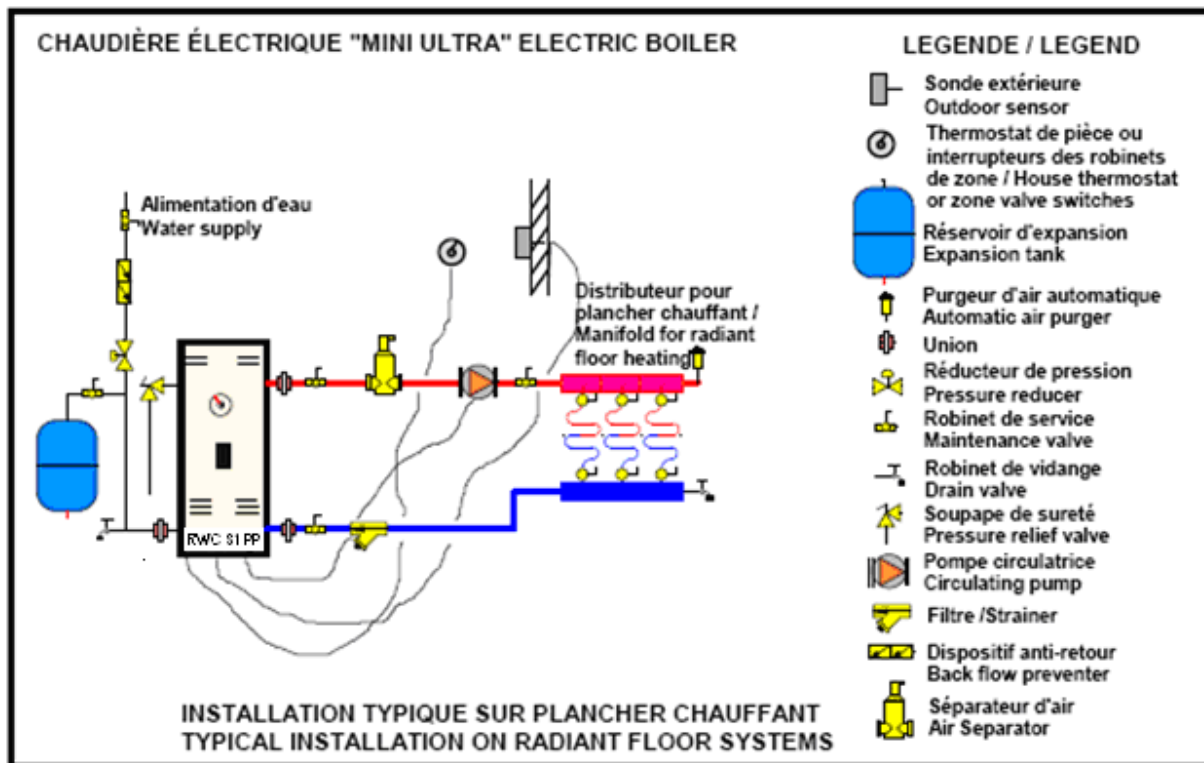 CHAUDIÈRE ÉLECTRIQUE "MINI ULTRA" ELECTRIC BOILER
Alimentation d'eau
Water supply
Distributeur pour
plancher chauffant /
Manifold for radiant
floor heating
RWC S1 PP
INSTALLATION TYPIQUE SUR PLANCHER CHAUFFANT
TYPICAL INSTALLATION ON RADIANT FLOOR SYSTEMS
LEGENDE / LEGEND
Sonde extérieure
Outdoor sensor
Thermostat de pièce ou
interrupteurs des robinets
de zone / House thermostat
or zone valve switches
Réservoir d'expansion
Expansion tank
Purgeur d'air automatique
Automatic air purger
Union
Réducteur de pression
Pressure reducer
Robinet de service
Maintenance valve
Robinet de vidange
Drain valve
Soupape de sureté
Pressure relief valve
Pompe circulatrice
Circulating pump
Filtre /Strainer
Dispositif anti-retour
Back flow preventer
Séparateur d'air
Air Separator